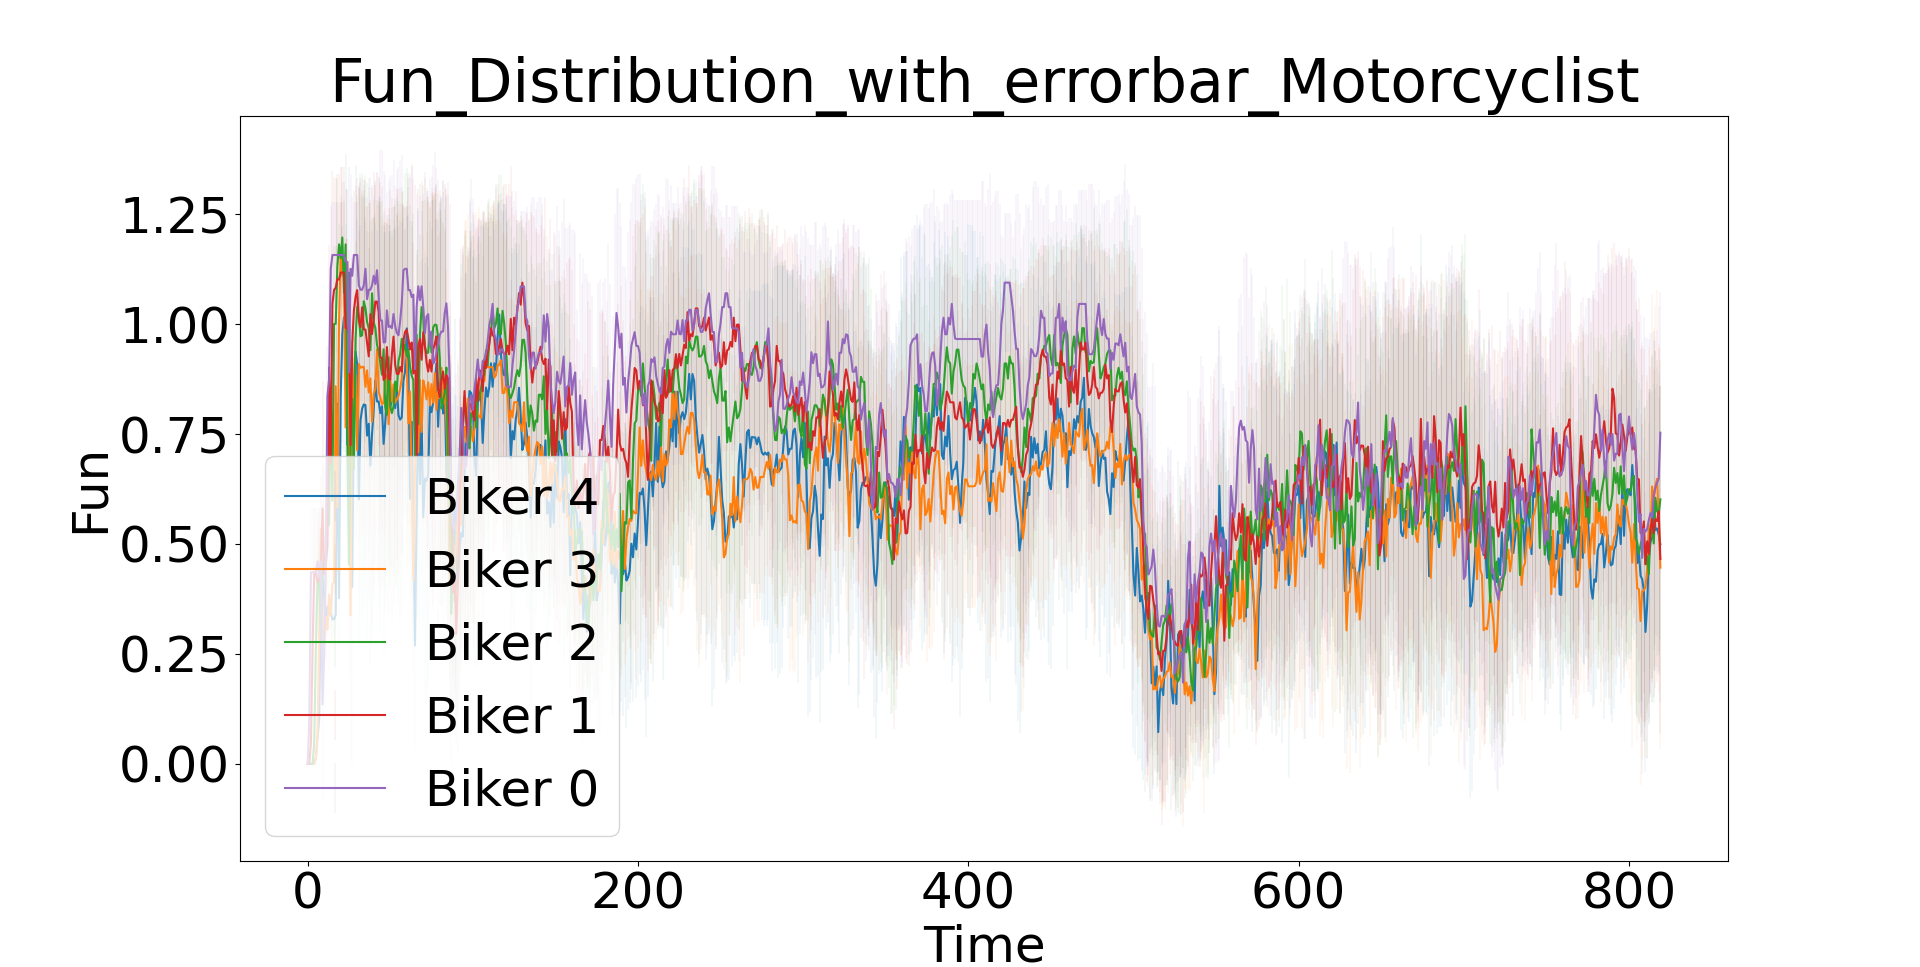 Fun_Distribution_with_errorbar_Motorcyclist
Fun
1.25
1.00
0.75
0.50
0.25
0.00
Biker 4
Biker 3
Biker 2
Biker 1
Biker 0
0 200 400 600 800
Time